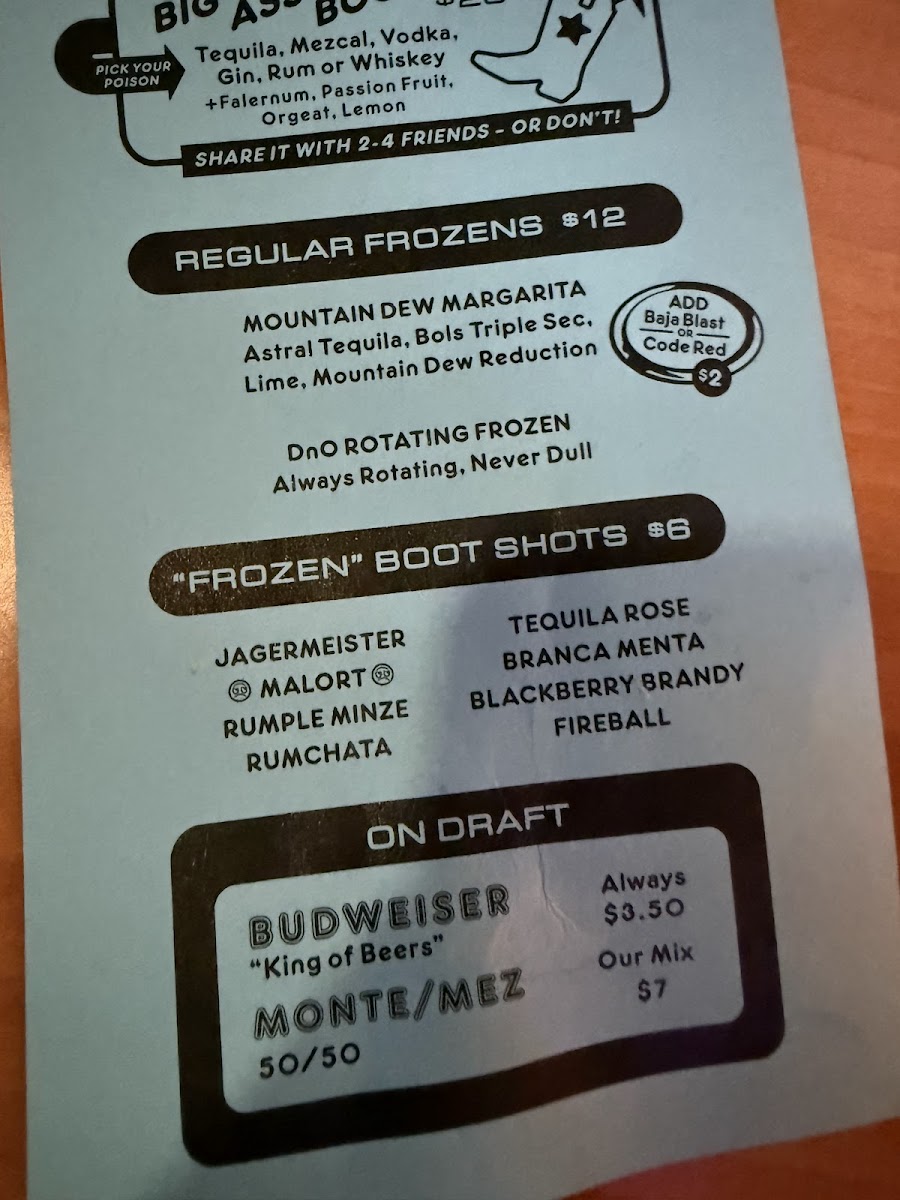 BIG ASS
PICK YOUR
POISON
Tequila, Mezcal, Vodka,
Gin, Rum or Whiskey
+Falernum, Passion Fruit,
Orgeat, Lemon
SHARE IT WITH 2-4 FRIENDS - OR DON'T!
REGULAR FROZENS $12
MOUNTAIN DEW MARGARITA
Astral Tequila, Bols Triple Sec,
Lime, Mountain Dew Reduction
ADD
Baja Blast
OR
Code Red
$2
DnO ROTATING FROZEN
Always Rotating, Never Dull
"FROZEN" BOOT SHOTS $6
JAGERMEISTER
MALORT
RUMPLE MINZE
RUMCHATA
TEQUILA ROSE
BRANCA MENTA
BLACKBERRY BRANDY
FIREBALL
ON DRAFT
BUDWEISER
"King of Beers"
Always
$3.50
MONTE/MEZ
50/50
Our Mix
$7